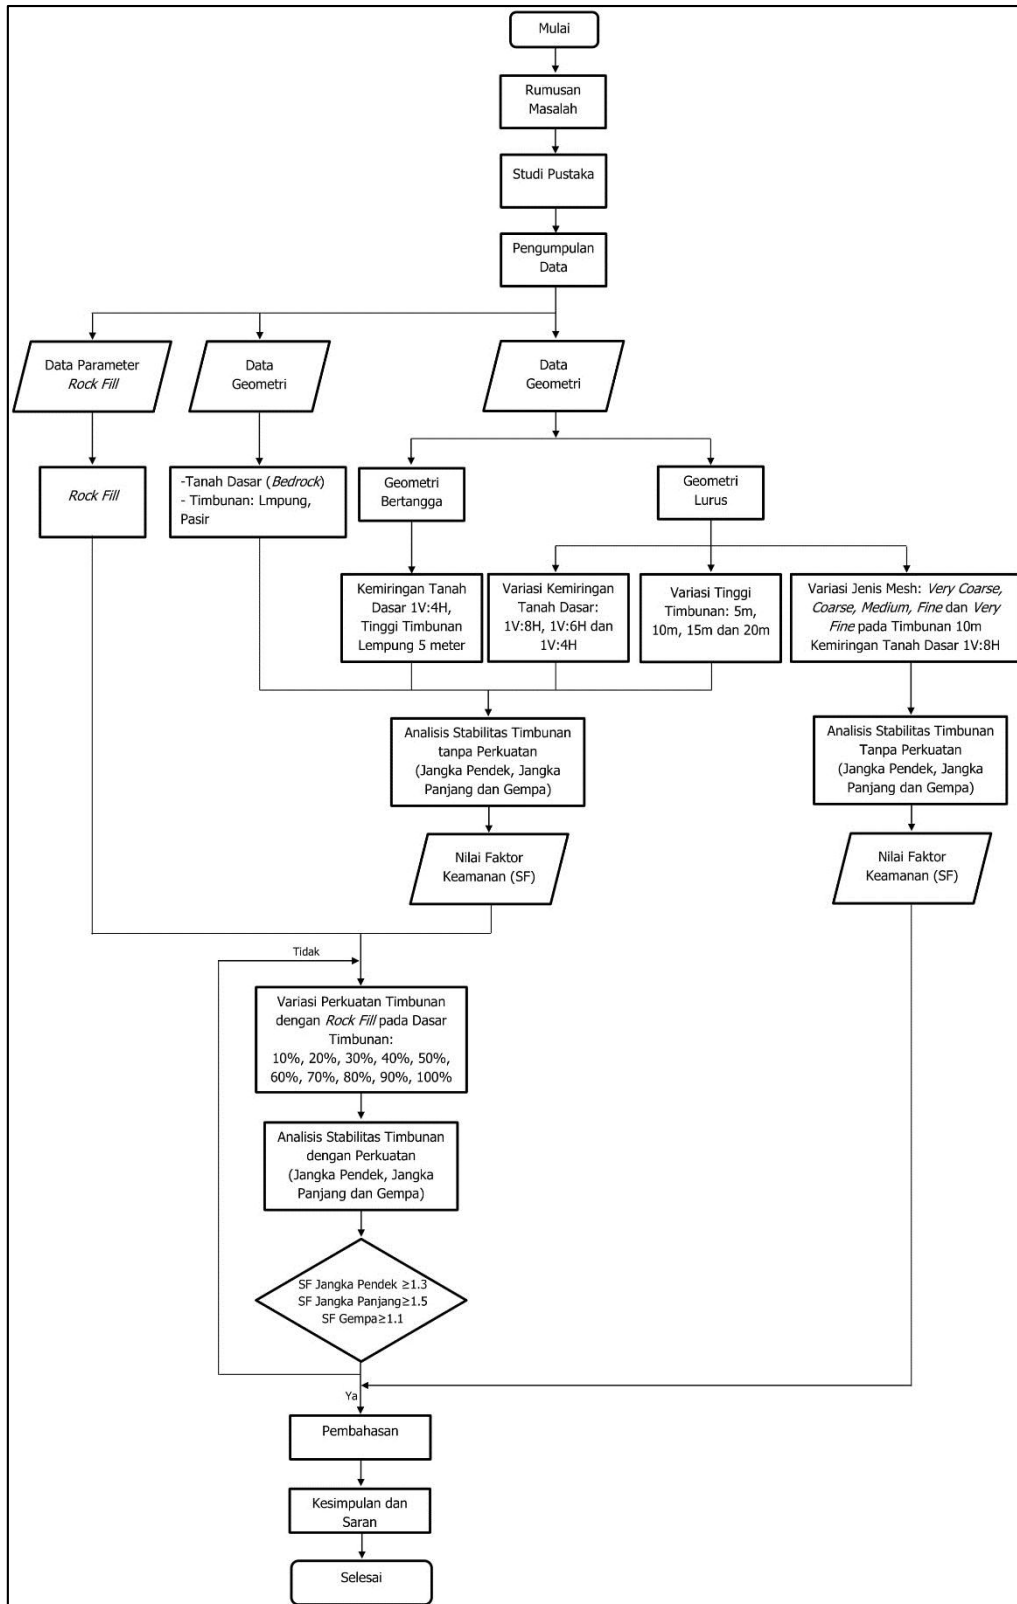 Mulai
Rumusan
Masalah
Studi Pustaka
Pengumpulan
Data
Data Parameter
Rock Fill
Data
Geometri
Data
Geometri
Rock Fill
-Tanah Dasar (Bedrock)
- Timbunan: Lmpung,
Pasir
Geometri
Bertangga
Geometri
Lurus
Kemiringan Tanah
Dasar 1V:4H,
Tinggi Timbunan
Lempung 5 meter
Variasi Kemiringan
Tanah Dasar:
1V:8H, 1V:6H dan
1V:4H
Variasi Tinggi
Timbunan: 5m,
10m, 15m dan 20m
Variasi Jenis Mesh: Very Coarse,
Coarse, Medium, Fine dan Very
Fine pada Timbunan 10m
Kemiringan Tanah Dasar 1V:8H
Analisis Stabilitas Timbunan
tanpa Perkuatan
(Jangka Pendek, Jangka
Panjang dan Gempa)
Analisis Stabilitas Timbunan
Tanpa Perkuatan
(Jangka Pendek, Jangka
Panjang dan Gempa)
Nilai Faktor
Keamanan (SF)
Nilai Faktor
Keamanan (SF)
Tidak
Variasi Perkuatan Timbunan
dengan Rock Fill pada Dasar
Timbunan:
10%, 20%, 30%, 40%, 50%,
60%, 70%, 80%, 90%, 100%
Analisis Stabilitas Timbunan
dengan Perkuatan
(Jangka Pendek, Jangka
Panjang dan Gempa)
SF Jangka Pendek ≥1.3
SF Jangka Panjang≥1.5
SF Gempa≥1.1
Ya
Pembahasan
Kesimpulan dan
Saran
Selesai